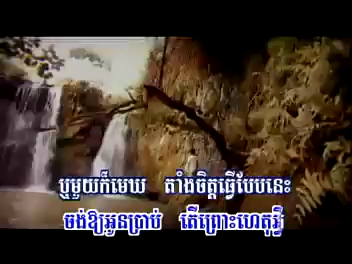 ឬមួយក៏មេឃ តាំងចិត្តធ្វើបែបនេះ
ចង់ឱ្យអូនប្រាប់ តើព្រោះហេតុអ្វី